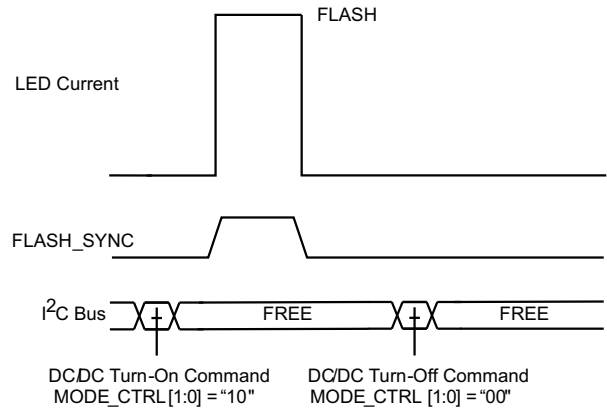 FLASH
LED Current
FLASH_SYNC
I2C Bus
FREE
FREE
DC/DC Turn-On Command
MODE_CTRL [1:0] = “10"
DC/DC Turn-Off Command
MODE_CTRL [1:0] = “00"